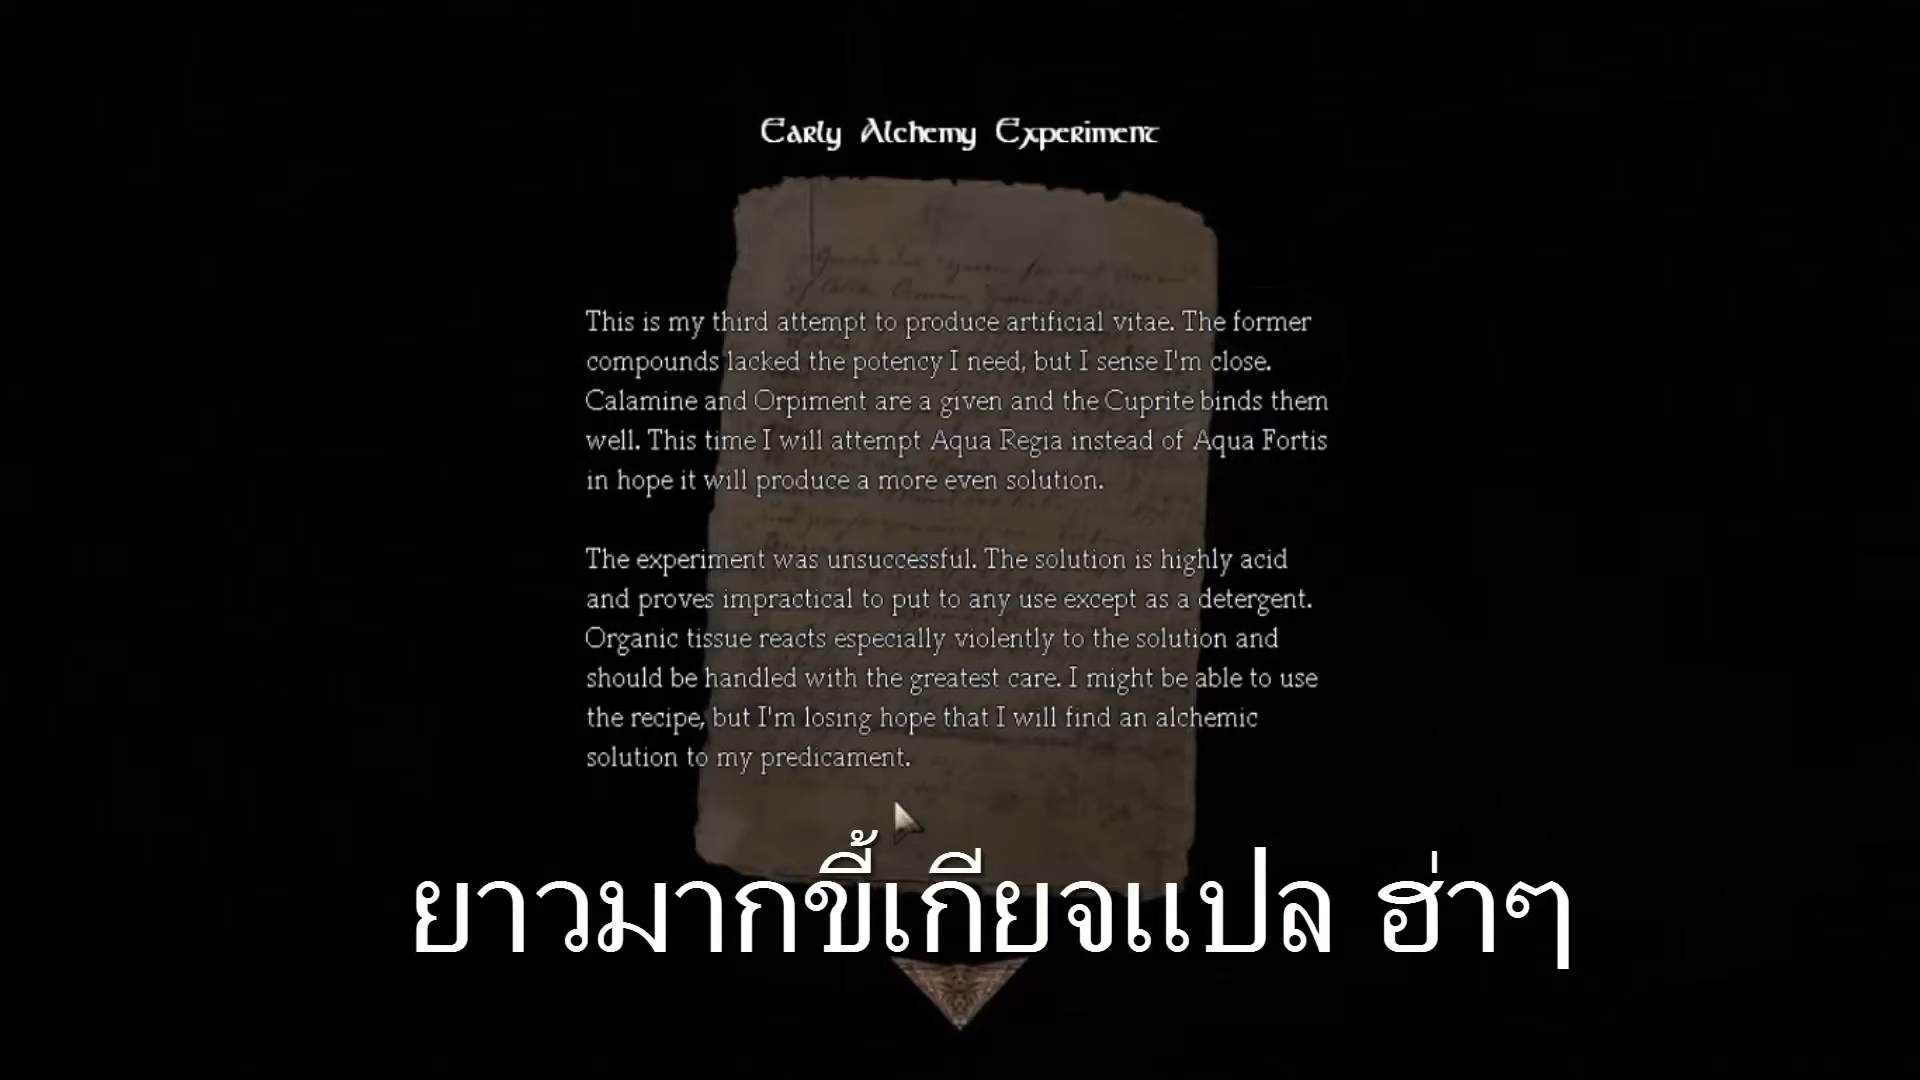 Early Alchemy Experiment
This is my third attempt to produce artificial vitae. The former
compounds lacked the potency I need, but I sense I'm close.
Calamine and Orpiment are a given and the Cuprite binds them
well. This time I will attempt Aqua Regia instead of Aqua Fortis
in hope it will produce a more even solution.
The experiment was unsuccessful. The solution is highly acid
and proves impractical to put to any use except as a detergent.
Organic tissue reacts especially violently to the solution and
should be handled with the greatest care. I might be able to use
the recipe, but I'm losing hope that I will find an alchemic
solution to my predicament.
ยาวมากขี้เกียจแปล ฮ่าๆ